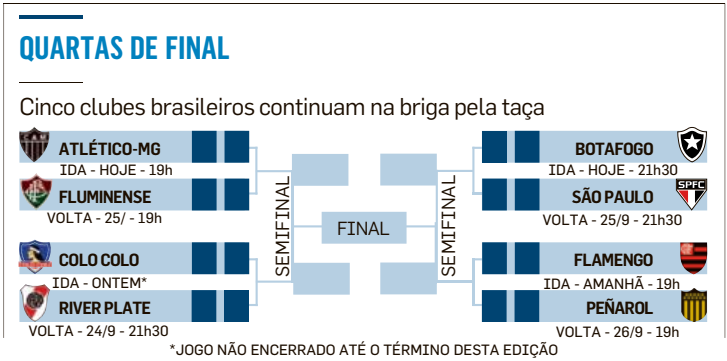 QUARTAS DE FINAL
Cinco clubes brasileiros continuam na briga pela taça
ATLÉTICO-MG
IDA - HOJE - 19h
FLUMINENSE
VOLTA - 25/ - 19h
COLO COLO
IDA - ONTEM*
RIVER PLATE
VOLTA - 24/9 - 21h30
SEMIFINAL
FINAL
SEMIFINAL
BOTAFOGO
IDA - HOJE - 21h30
SPFC
SÃO PAULO
VOLTA - 25/9 - 21h30
FLAMENGO
IDA - AMANHÃ - 19h
PEÑAROL
VOLTA - 26/9 - 19h
*JOGO NÃO ENCERRADO ATÉ O TÉRMINO DESTA EDIÇÃO